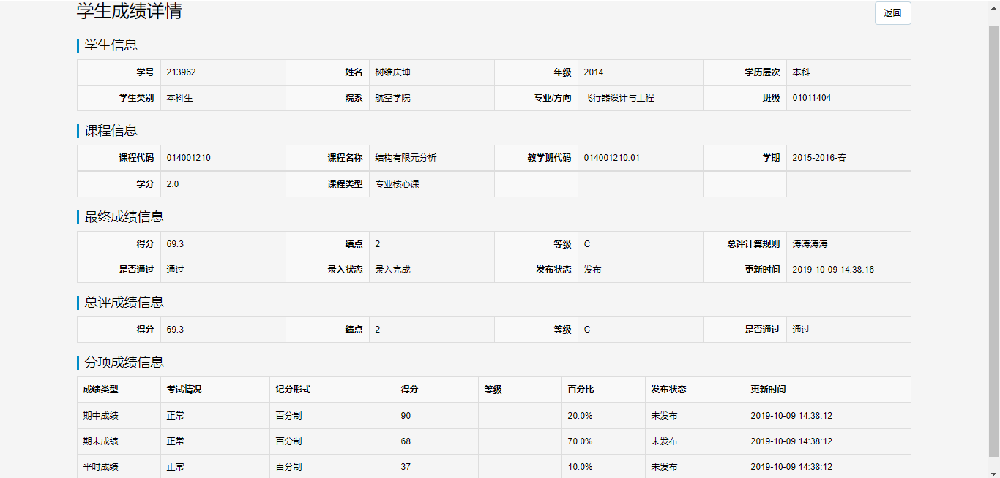 学生成绩详情 返回
学生信息
学号 213962 姓名 树维庆坤 年级 2014 学历层次 本科
学生类别 本科生 院系 航空学院 专业/方向 飞行器设计与工程 班级 01011404
课程信息
课程代码 014001210 课程名称 结构有限元分析 教学班代码 014001210.01 学期 2015-2016-春
学分 2.0 课程类型 专业核心课
最终成绩信息
得分 69.3 绩点 2 等级 C 总评计算规则 涛涛涛涛
是否通过 通过 录入状态 录入完成 发布状态 发布 更新时间 2019-10-09 14:38:16
总评成绩信息
得分 69.3 绩点 2 等级 C 是否通过 通过
分项成绩信息
成绩类型 考试情况 记分形式 得分 等级 百分比 发布状态 更新时间
期中成绩 正常 百分制 90 20.0% 未发布 2019-10-09 14:38:12
期末成绩 正常 百分制 68 70.0% 未发布 2019-10-09 14:38:12
平时成绩 正常 百分制 37 10.0% 未发布 2019-10-09 14:38:12